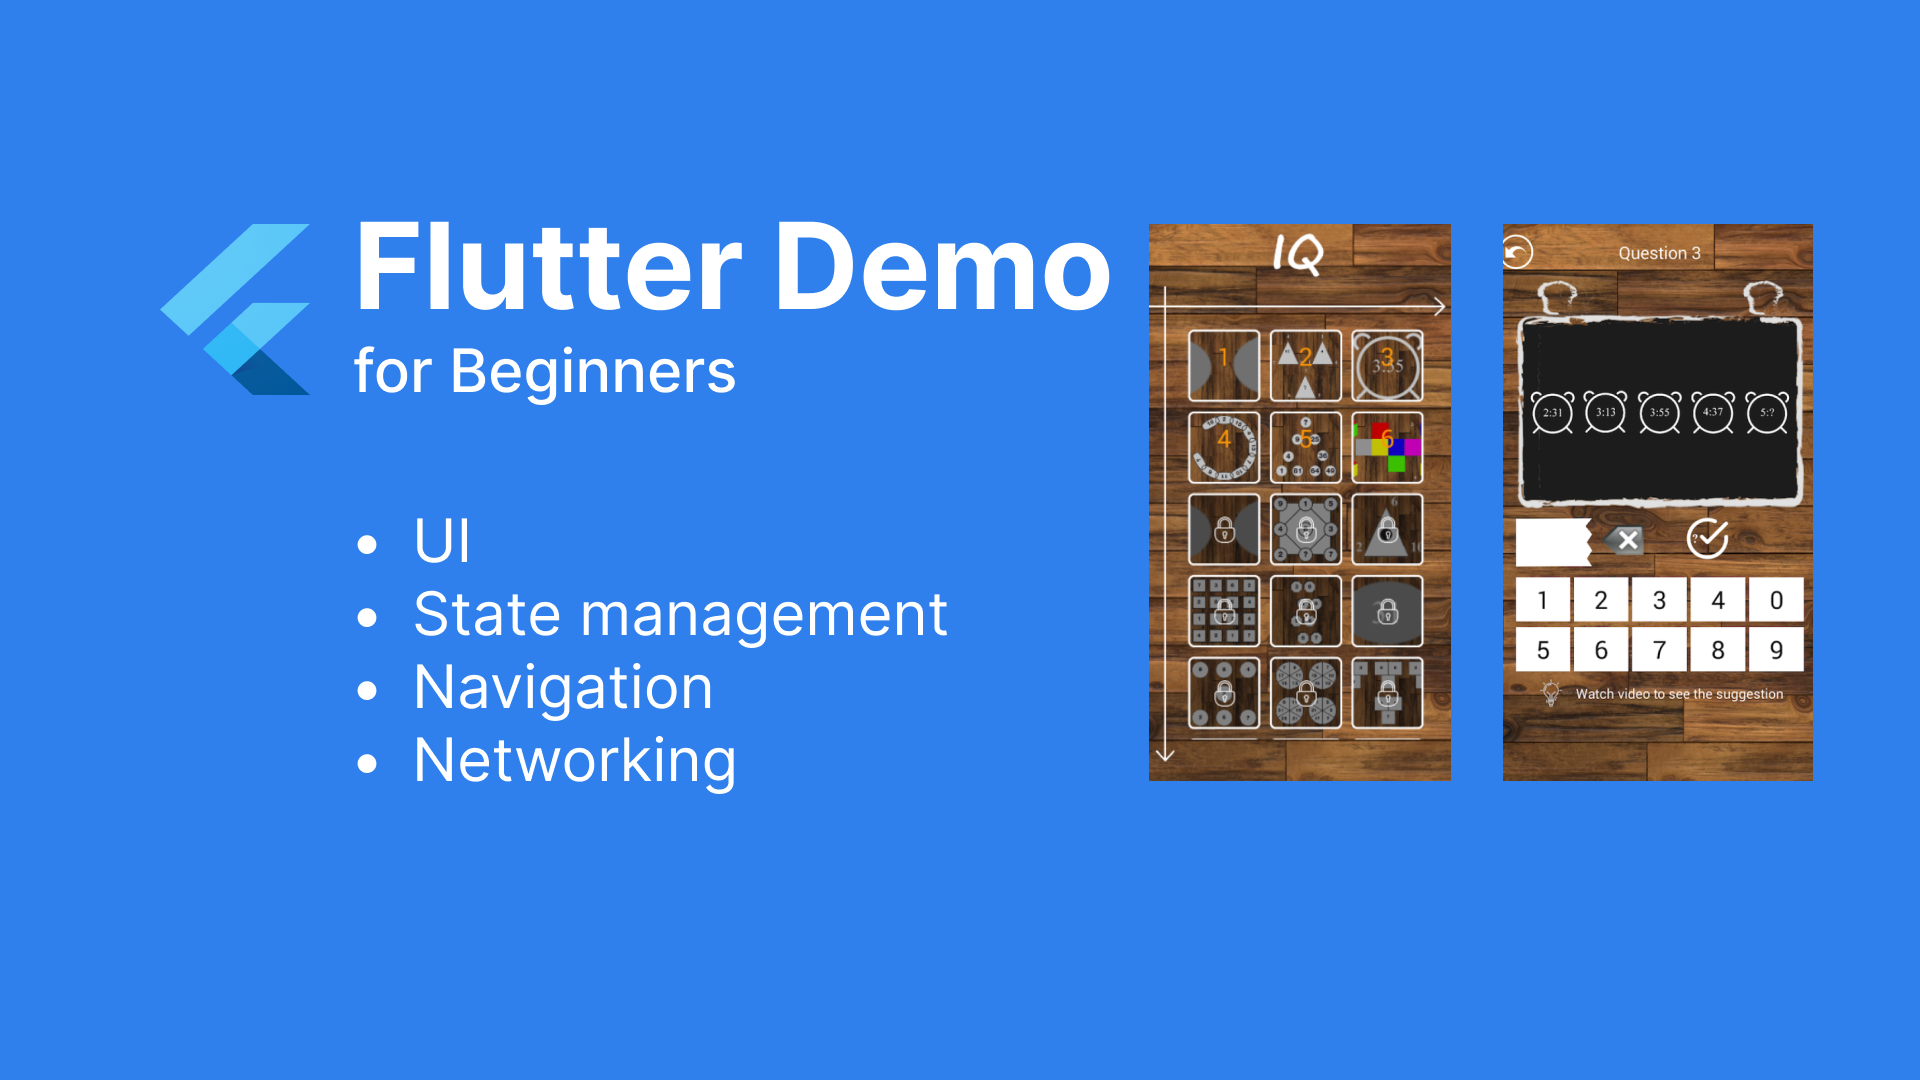 Flutter Demo
for Beginners
• UI
• State management
• Navigation
• Networking
IQ
1 2 3
3:55
4 5 6
Question 3
2:31 3:13 3:55 4:37 5:?
?
1 2 3 4 0
5 6 7 8 9
Watch video to see the suggestion